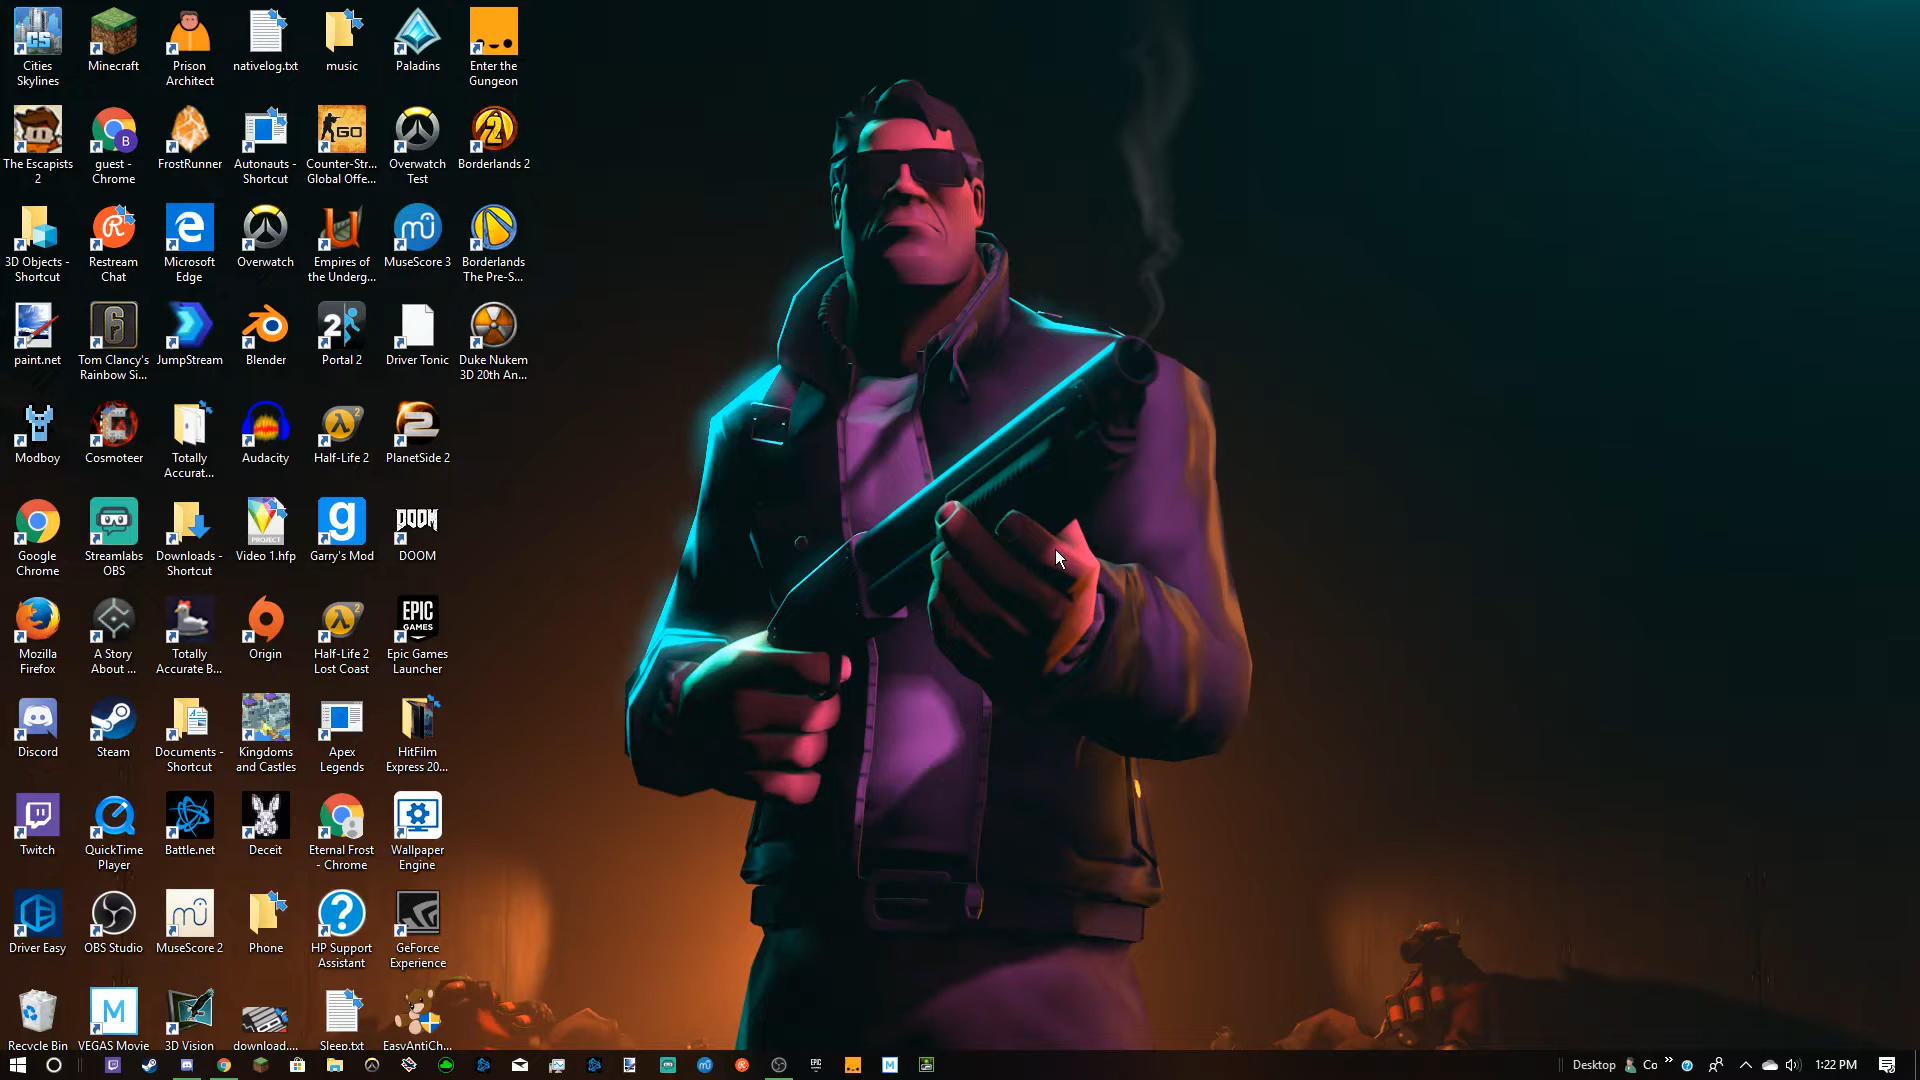 Cities
Skylines
Minecraft
Prison
Architect
nativelog.txt
music
Paladins
Enter the
Gungeon
The Escapists
2
guest -
Chrome
FrostRunner
Autonauts -
Shortcut
Counter-Str...
Global Offe...
Overwatch
Test
Borderlands 2
3D Objects -
Shortcut
Restream
Chat
Microsoft
Edge
Overwatch
Empires of
the Underg...
MuseScore 3
Borderlands
The Pre-S...
paint.net
Tom Clancy's
Rainbow Si...
JumpStream
Blender
Portal 2
Driver Tonic
Duke Nukem
3D 20th An...
Modboy
Cosmoteer
Totally
Accurat...
Audacity
Half-Life 2
PlanetSide 2
Google
Chrome
Streamlabs
OBS
Downloads -
Shortcut
PROJECT
Video 1.hfp
Garry's Mod
DOOM
DOOM
Mozilla
Firefox
A Story
About ...
Totally
Accurate B...
Origin
Half-Life 2
Lost Coast
EPIC
GAMES
Epic Games
Launcher
Discord
Steam
Documents -
Shortcut
Kingdoms
and Castles
Apex
Legends
HitFilm
Express 20...
Twitch
QuickTime
Player
Battle.net
Deceit
Eternal Frost
- Chrome
Wallpaper
Engine
Driver Easy
OBS Studio
MuseScore 2
Phone
HP Support
Assistant
GeForce
Experience
Recycle Bin
VEGAS Movie
3D Vision
download....
Sleep.txt
EasyAntiCh...
Desktop
Co
1:22 PM